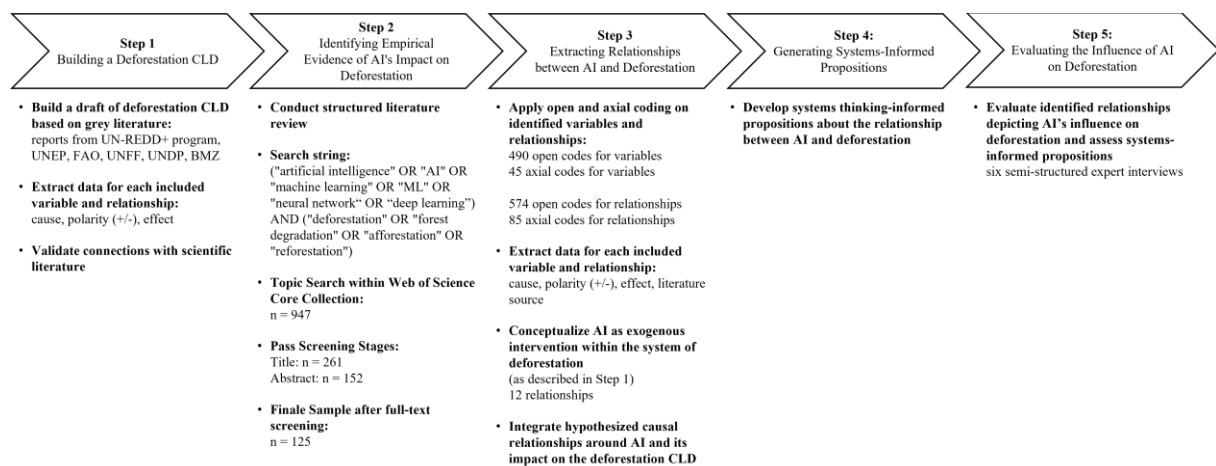 Step 1
Building a Deforestation CLD
• Build a draft of deforestation CLD
based on grey literature:
reports from UN-REDD+ program,
UNEP, FAO, UNFF, UNDP, BMZ
• Extract data for each included
variable and relationship:
cause, polarity (+/-), effect
• Validate connections with scientific
literature
Step 2
Identifying Empirical
Evidence of AI's Impact on
Deforestation
• Conduct structured literature
review
• Search string:
("artificial intelligence" OR "AI" OR
"machine learning" OR "ML" OR
"neural network“ OR “deep learning”)
AND ("deforestation" OR "forest
degradation" OR "afforestation" OR
"reforestation")
• Topic Search within Web of Science
Core Collection:
n = 947
• Pass Screening Stages:
Title: n = 261
Abstract: n = 152
• Finale Sample after full-text
screening:
n = 125
Step 3
Extracting Relationships
between AI and Deforestation
• Apply open and axial coding on
identified variables and
relationships:
490 open codes for variables
45 axial codes for variables
574 open codes for relationships
85 axial codes for relationships
• Extract data for each included
variable and relationship:
cause, polarity (+/-), effect, literature
source
• Conceptualize AI as exogenous
intervention within the system of
deforestation
(as described in Step 1)
12 relationships
• Integrate hypothesized causal
relationships around AI and its
impact on the deforestation CLD
Step 4:
Generating Systems-Informed
Propositions
• Develop systems thinking-informed
propositions about the relationship
between AI and deforestation
Step 5:
Evaluating the Influence of AI
on Deforestation
• Evaluate identified relationships
depicting AI’s influence on
deforestation and assess systems-
informed propositions
six semi-structured expert interviews